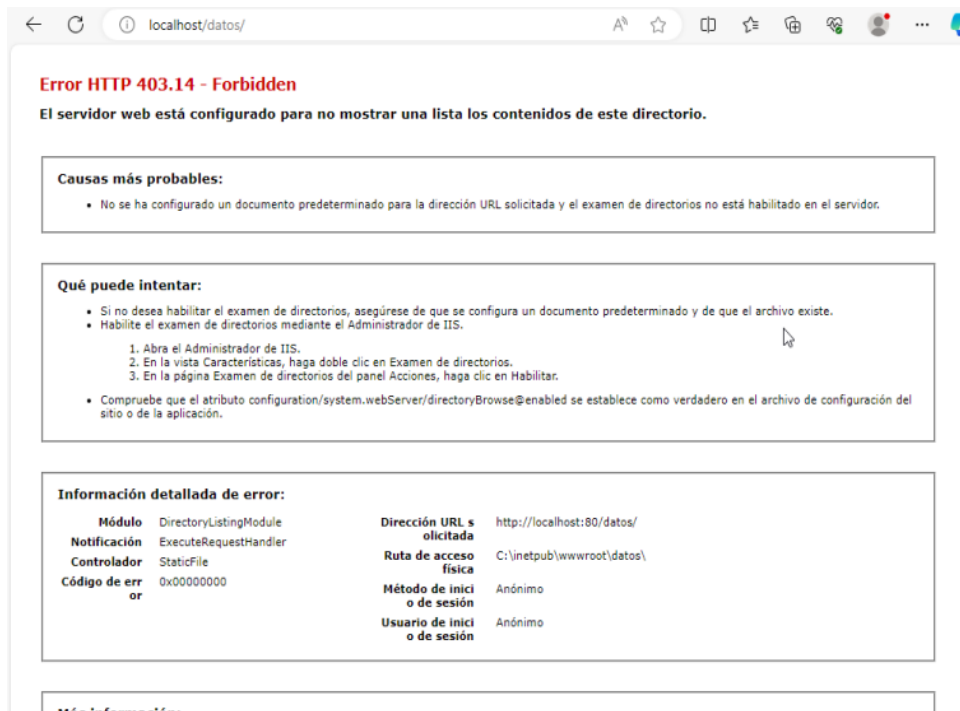 localhost/datos/
Error HTTP 403.14 - Forbidden
El servidor web está configurado para no mostrar una lista los contenidos de este directorio.
Causas más probables:
• No se ha configurado un documento predeterminado para la dirección URL solicitada y el examen de directorios no está habilitado en el servidor.
Qué puede intentar:
• Si no desea habilitar el examen de directorios, asegúrese de que se configura un documento predeterminado y de que el archivo existe.
• Habilite el examen de directorios mediante el Administrador de IIS.
1. Abra el Administrador de IIS.
2. En la vista Características, haga doble clic en Examen de directorios.
3. En la página Examen de directorios del panel Acciones, haga clic en Habilitar.
• Compruebe que el atributo configuration/system.webServer/directoryBrowse@enabled se establece como verdadero en el archivo de configuración del
sitio o de la aplicación.
Información detallada de error:
Módulo DirectoryListingModule
Notificación ExecuteRequestHandler
Controlador StaticFile
Código de err
or 0x00000000
Dirección URL s
olicitada http://localhost:80/datos/
Ruta de acceso
física C:\inetpub\wwwroot\datos\
Método de inici
o de sesión Anónimo
Usuario de inici
o de sesión Anónimo
Más información: